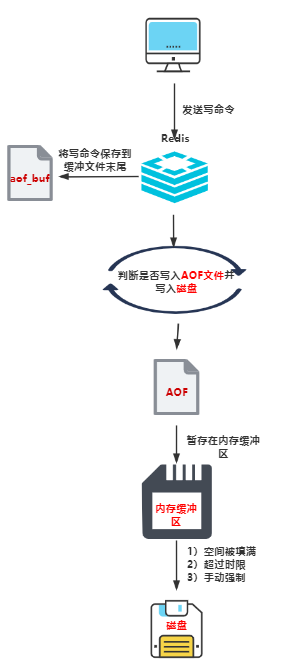 发送写命令
Redis
将写命令保存到
缓冲文件末尾
aof_buf
判断是否写入AOF文件并
写入磁盘
AOF
暂存在内存缓冲
区
内存缓冲
区
1）空间被填满
2）超过时限
3）手动强制
磁盘